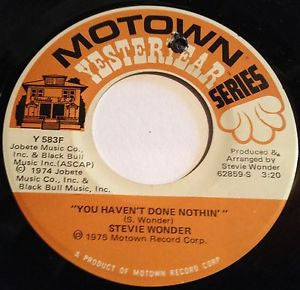 MOTOWN
YESTERYEAR
SERIES
Y 583F
Jobete Music Co.,
Inc. & Black Bull
Music Inc.(ASCAP)
℗ 1974 Jobete
Music Co., Inc. &
Black Bull Music Inc.
Produced &
Arranged by
Stevie Wonder
62859-S 3:20
"YOU HAVEN'T DONE NOTHIN'"
(S. Wonder)
STEVIE WONDER
℗ 1975 Motown Record Corp.
A PRODUCT OF MOTOWN RECORD CORP.